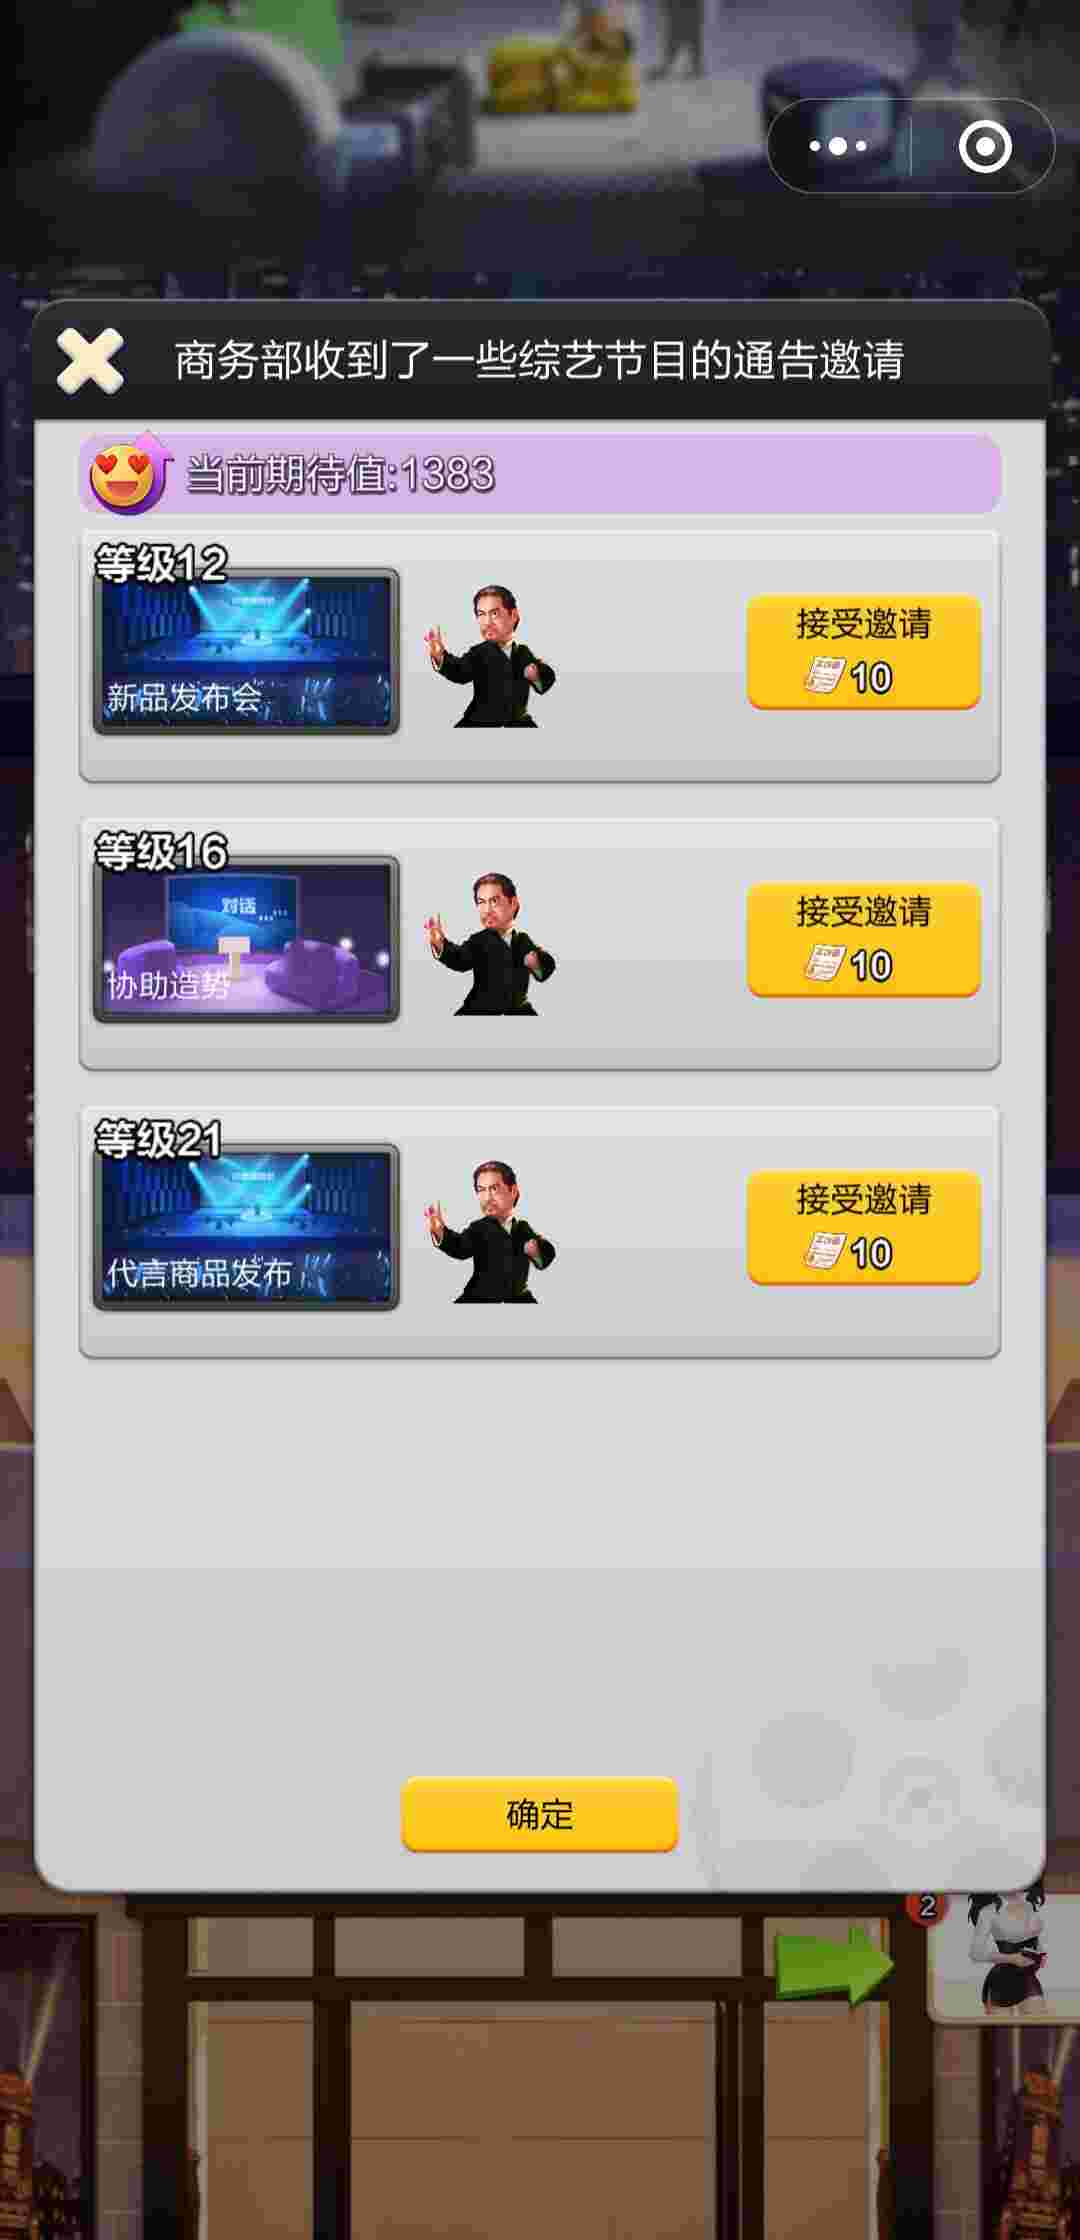 商务部收到了一些综艺节目的通告邀请
当前期待值:1383
等级12
新品发布会
接受邀请
10
等级16
对话......
协助造势
接受邀请
10
等级21
代言商品发布
接受邀请
10
确定
2